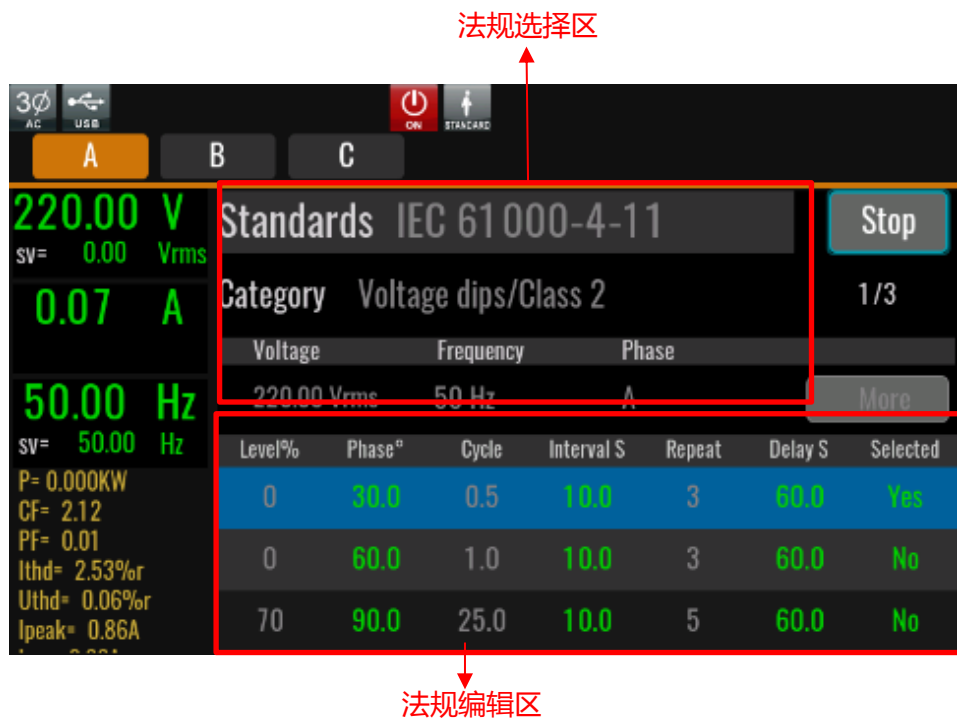 法规选择区
3Ø
AC
USB
ON
STANDARD
A B C
220.00 V
sv= 0.00 Vrms
0.07 A
50.00 Hz
sv= 50.00 Hz
P= 0.000KW
CF= 2.12
PF= 0.01
Ithd= 2.53%r
Uthd= 0.06%r
Ipeak= 0.86A
Standards IEC 61000-4-11
Stop
Category Voltage dips/Class 2
1/3
Voltage Frequency Phase
220.00 Vrms 50 Hz A
More
Level% Phase° Cycle Interval S Repeat Delay S Selected
0 30.0 0.5 10.0 3 60.0 Yes
0 60.0 1.0 10.0 3 60.0 No
70 90.0 25.0 10.0 5 60.0 No
法规编辑区